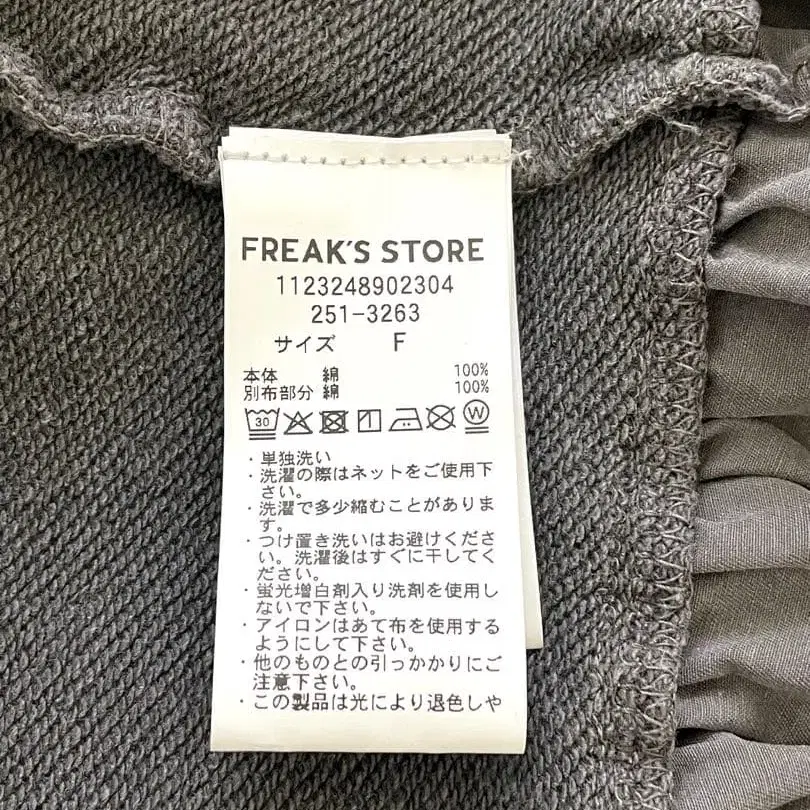 FREAK'S STORE
1123248902304
251-3263
サイズ F
本体 綿 100%
別布部分 綿 100%
30 W
・単独洗い
・洗濯の際はネットをご使用下
さい。
・洗濯で多少縮むことがありま
す。
・つけ置き洗いはお避けくださ
い。洗濯後はすぐに干してく
ださい。
・蛍光増白剤入り洗剤を使用し
ないで下さい。
・アイロンはあて布を使用する
ようにして下さい。
・他のものとの引っかかりにご
注意下さい。
・この製品は光により退色しや